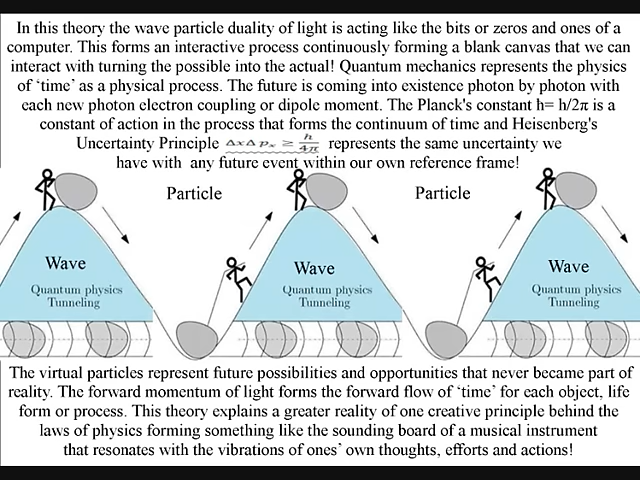 In this theory the wave particle duality of light is acting like the bits or zeros and ones of a
computer. This forms an interactive process continuously forming a blank canvas that we can
interact with turning the possible into the actual! Quantum mechanics represents the physics
of ‘time’ as a physical process. The future is coming into existence photon by photon with
each new photon electron coupling or dipole moment. The Planck's constant ħ= h/2π is a
constant of action in the process that forms the continuum of time and Heisenberg's
Uncertainty Principle ΔxΔpₓ ≥ h/4π represents the same uncertainty we
have with any future event within our own reference frame!
Particle
Particle
Wave
Quantum physics
Tunneling
Wave
Quantum physics
Tunneling
Wave
Quantum physics
Tunneling
The virtual particles represent future possibilities and opportunities that never became part of
reality. The forward momentum of light forms the forward flow of ‘time’ for each object, life
form or process. This theory explains a greater reality of one creative principle behind the
laws of physics forming something like the sounding board of a musical instrument
that resonates with the vibrations of ones’ own thoughts, efforts and actions!